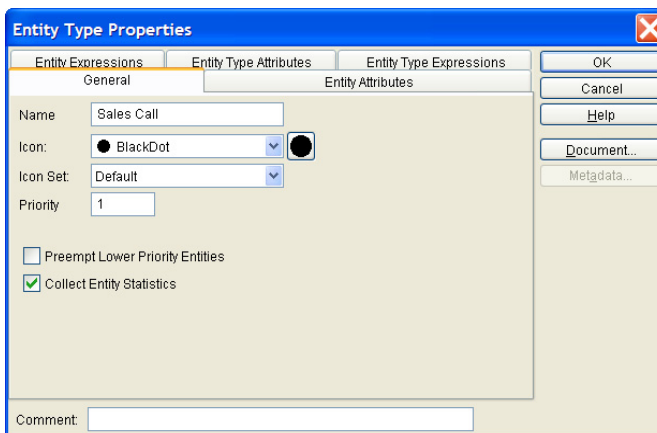 Entity Type Properties
Entity Expressions Entity Type Attributes Entity Type Expressions
General Entity Attributes
Name Sales Call
Icon: BlackDot
Icon Set: Default
Priority 1
Preempt Lower Priority Entities
Collect Entity Statistics
Comment:
OK
Cancel
Help
Document...
Metadata...